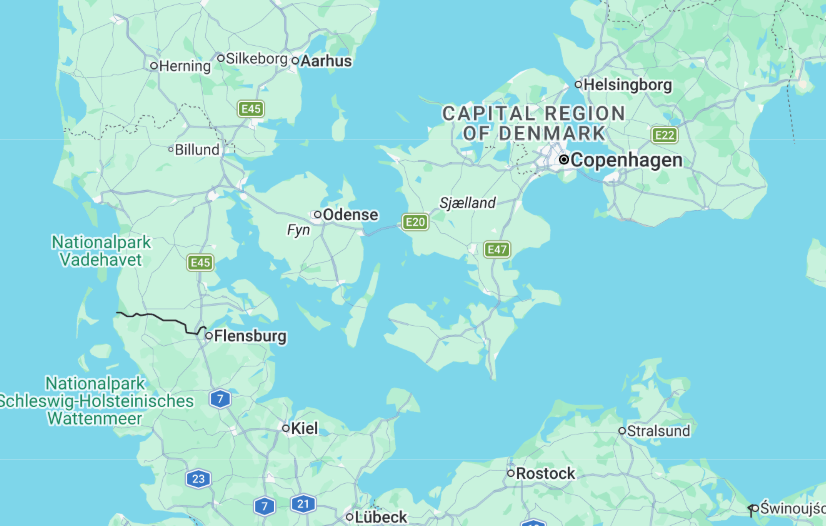 Herning
Silkeborg
Aarhus
Helsingborg
E45
CAPITAL REGION
OF DENMARK
E22
Billund
Copenhagen
Odense
Fyn
Sjælland
E20
Nationalpark
Vadehavet
E45
E47
Flensburg
Nationalpark
Schleswig-Holsteinisches
Wattenmeer
7
Kiel
Stralsund
Rostock
23
7
21
Lübeck